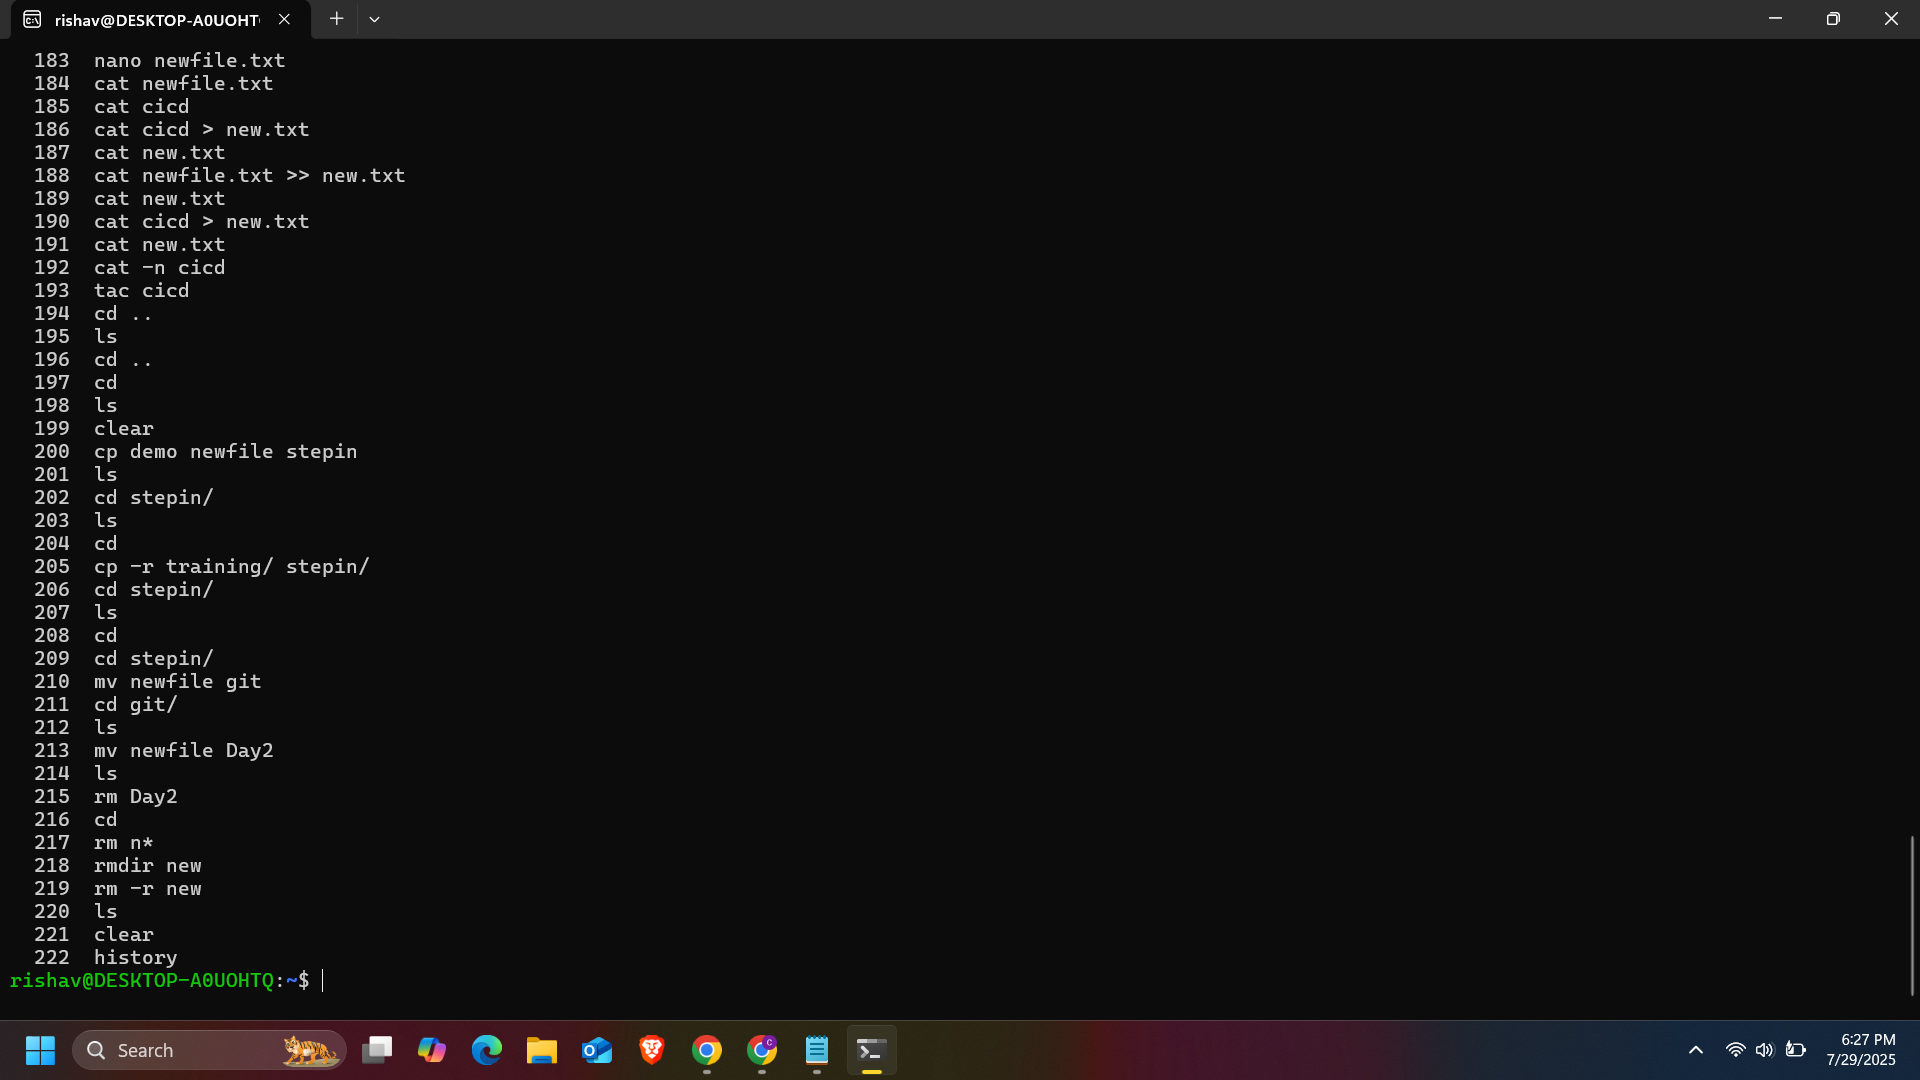 rishav@DESKTOP-A0UOHT
183 nano newfile.txt
184 cat newfile.txt
185 cat cicd
186 cat cicd > new.txt
187 cat new.txt
188 cat newfile.txt >> new.txt
189 cat new.txt
190 cat cicd > new.txt
191 cat new.txt
192 cat -n cicd
193 tac cicd
194 cd ..
195 ls
196 cd ..
197 cd
198 ls
199 clear
200 cp demo newfile stepin
201 ls
202 cd stepin/
203 ls
204 cd
205 cp -r training/ stepin/
206 cd stepin/
207 ls
208 cd
209 cd stepin/
210 mv newfile git
211 cd git/
212 ls
213 mv newfile Day2
214 ls
215 rm Day2
216 cd
217 rm n*
218 rmdir new
219 rm -r new
220 ls
221 clear
222 history
rishav@DESKTOP-A0UOHTQ:~$
Search
6:27 PM
7/29/2025